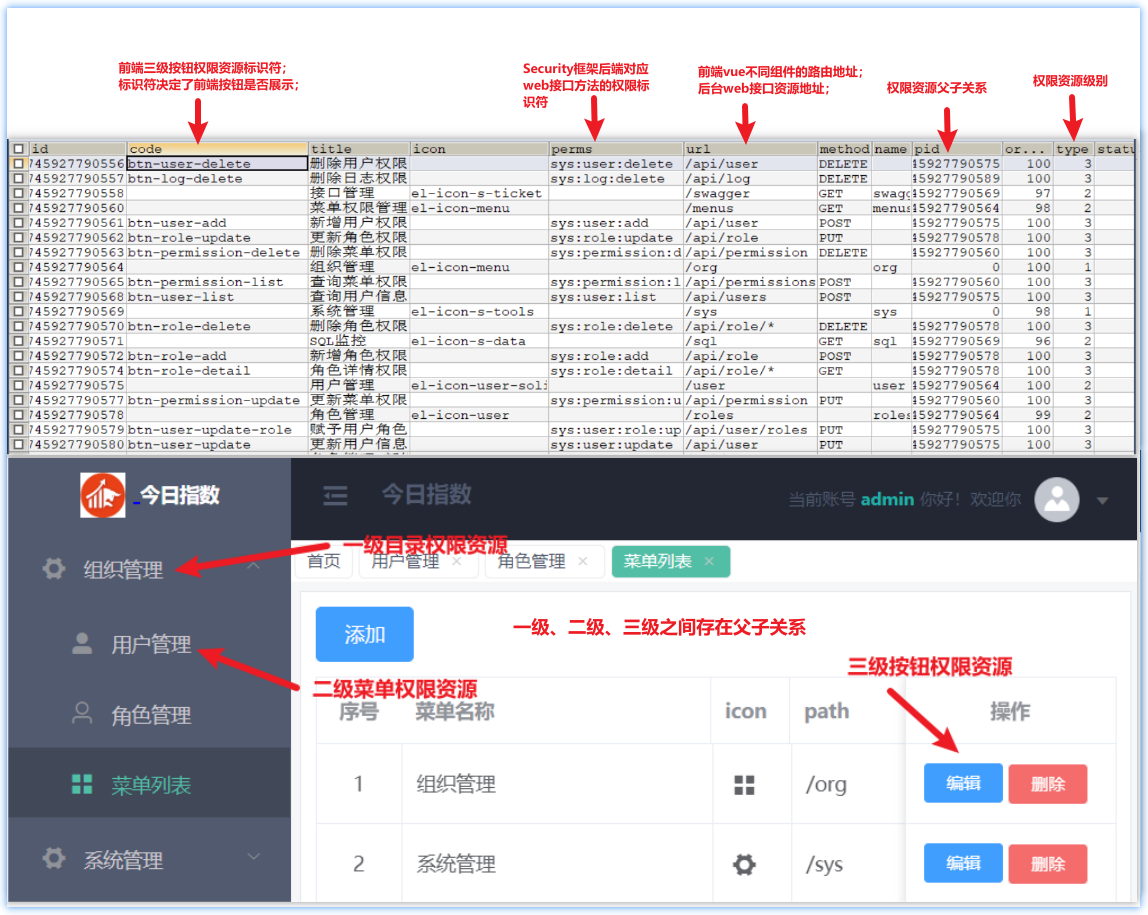 前端三级按钮权限资源标识符；
标识符决定了前端按钮是否展示；
Security框架后端对应
web接口方法的权限标
识符
前端vue不同组件的路由地址；
后台web接口资源地址；
权限资源父子关系
权限资源级别
id code title icon perms url method name pid or... type statu
745927790556 btn-user-delete 删除用户权限 sys:user:delete /api/user DELETE 45927790575 100 3
745927790557 btn-log-delete 删除日志权限 sys:log:delete /api/log DELETE 45927790589 100 3
745927790558 接口管理 el-icon-s-ticket /swagger GET swagg 45927790569 97 2
745927790560 菜单权限管理 el-icon-menu /menus GET menus 45927790564 98 2
745927790561 btn-user-add 新增用户权限 sys:user:add /api/user POST 45927790575 100 3
745927790562 btn-role-update 更新角色权限 sys:role:update /api/role PUT 45927790578 100 3
745927790563 btn-permission-delete 删除菜单权限 sys:permission:d /api/permission DELETE 45927790560 100 3
745927790564 组织管理 el-icon-menu /org org 0 100 1
745927790565 btn-permission-list 查询菜单权限 sys:permission:l /api/permissions POST 45927790560 100 3
745927790568 btn-user-list 查询用户信息 sys:user:list /api/users POST 45927790575 100 3
745927790569 系统管理 el-icon-s-tools /sys sys 0 98 1
745927790570 btn-role-delete 删除角色权限 sys:role:delete /api/role/* DELETE 45927790578 100 3
745927790571 SQL监控 el-icon-s-data /sql GET sql 45927790569 96 2
745927790572 btn-role-add 新增角色权限 sys:role:add /api/role POST 45927790578 100 3
745927790574 btn-role-detail 角色详情权限 sys:role:detail /api/role/* GET 45927790578 100 3
745927790575 用户管理 el-icon-user-soli /user user 45927790564 100 2
745927790577 btn-permission-update 更新菜单权限 sys:permission:u /api/permission PUT 45927790560 100 3
745927790578 角色管理 el-icon-user /roles roles 45927790564 99 2
745927790579 btn-user-update-role 赋予用户角色 sys:user:role:up /api/user/roles PUT 45927790575 100 3
745927790580 btn-user-update 更新用户信息 sys:user:update /api/user PUT 45927790575 100 3
今日指数
今日指数
当前账号 admin 你好！欢迎你
一级目录权限资源
组织管理
首页 用户管理 × 角色管理 × 菜单列表 ×
添加
一级、二级、三级之间存在父子关系
用户管理
三级按钮权限资源
二级菜单权限资源
序号 菜单名称 icon path 操作
角色管理
1 组织管理 /org 编辑 删除
菜单列表
2 系统管理 /sys 编辑 删除
系统管理